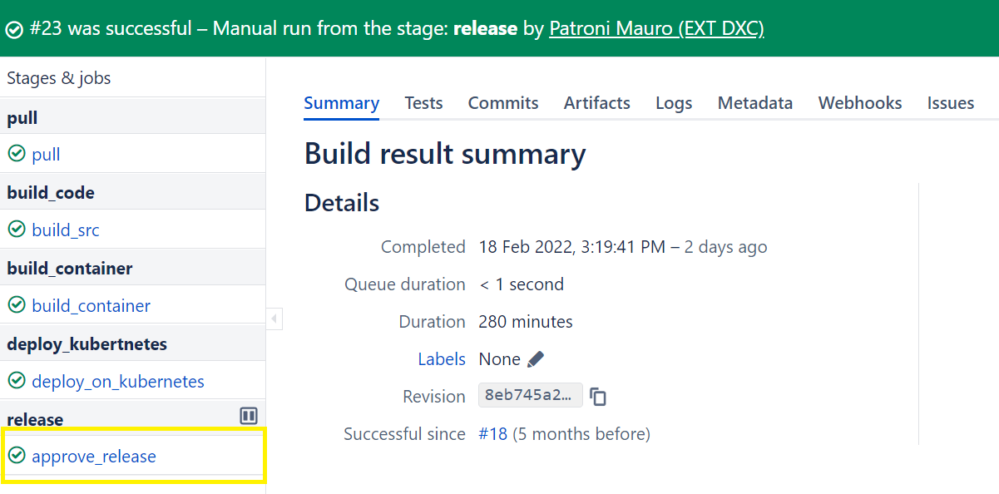 #23 was successful – Manual run from the stage: release by Patroni Mauro (EXT DXC)
Stages & jobs
pull
pull
build_code
build_src
build_container
build_container
deploy_kubertnetes
deploy_on_kubernetes
release
approve_release
Summary Tests Commits Artifacts Logs Metadata Webhooks Issues
Build result summary
Details
Completed 18 Feb 2022, 3:19:41 PM – 2 days ago
Queue duration < 1 second
Duration 280 minutes
Labels None
Revision 8eb745a2…
Successful since #18 (5 months before)